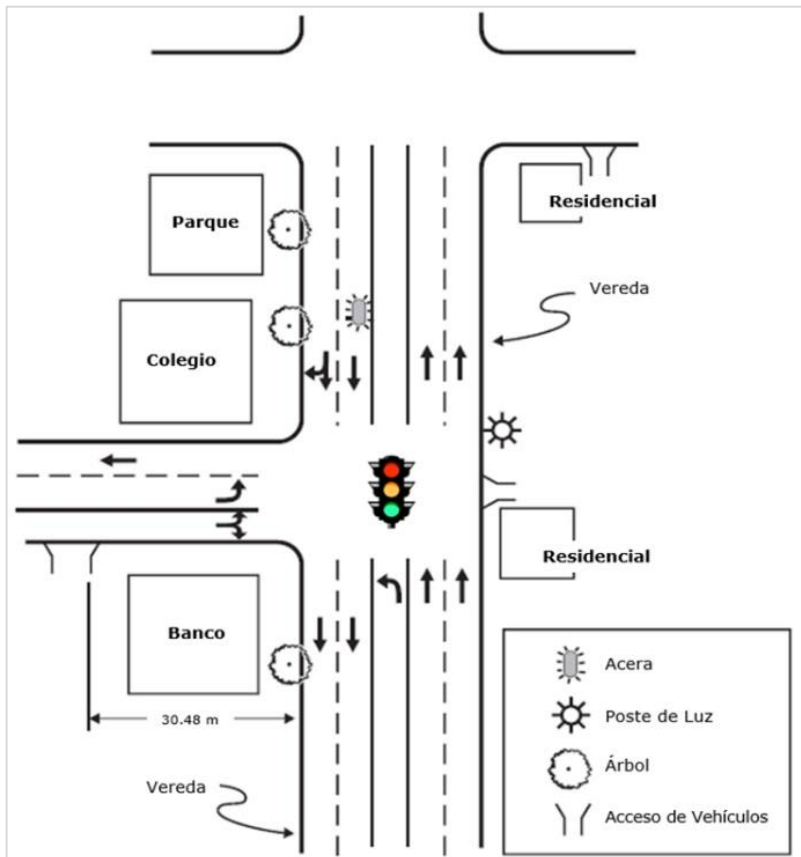 Parque
Residencial
Vereda
Colegio
Residencial
Banco
30.48 m
Vereda
Acera
Poste de Luz
Árbol
Acceso de Vehículos